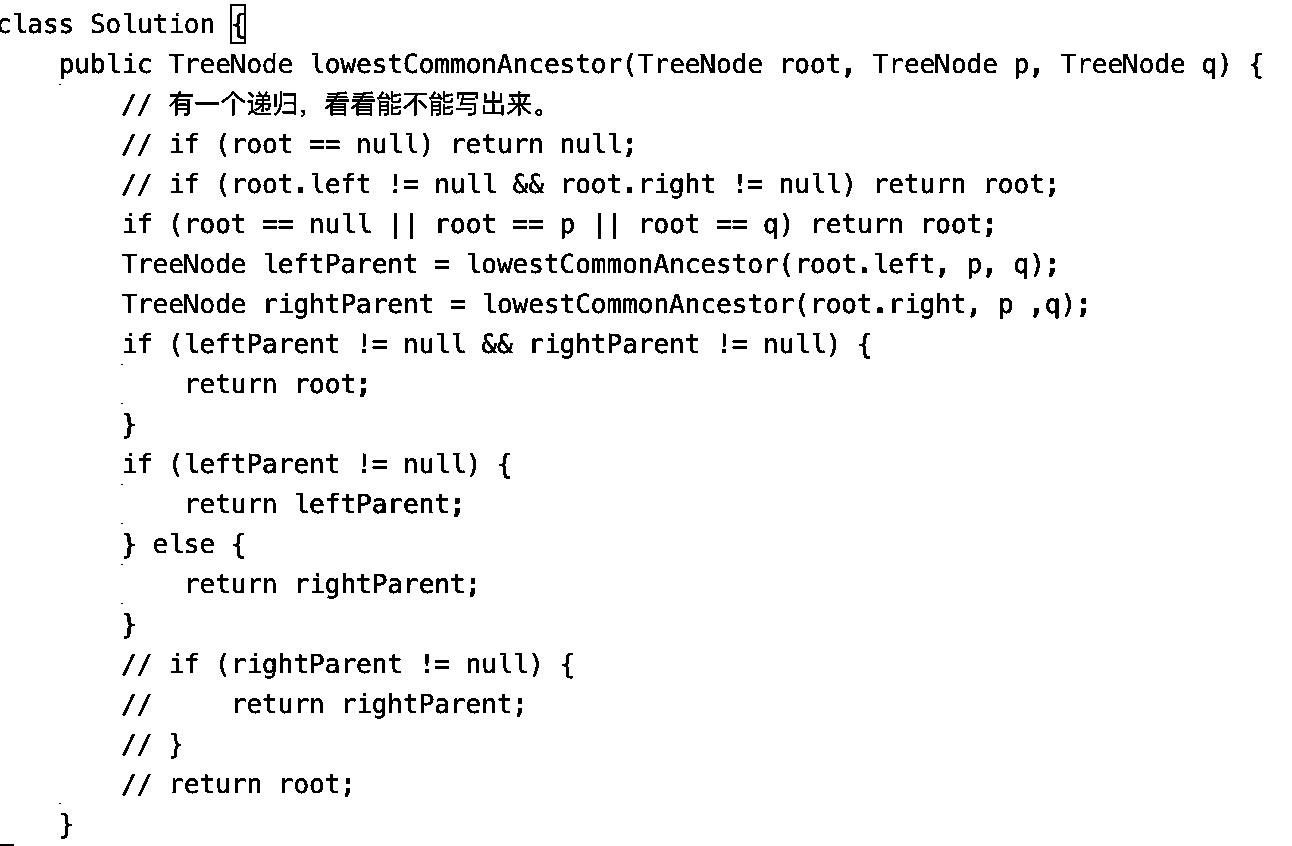 class Solution {
    public TreeNode lowestCommonAncestor(TreeNode root, TreeNode p, TreeNode q) {
        // 有一个递归，看看能不能写出来。
        // if (root == null) return null;
        // if (root.left != null && root.right != null) return root;
        if (root == null || root == p || root == q) return root;
        TreeNode leftParent = lowestCommonAncestor(root.left, p, q);
        TreeNode rightParent = lowestCommonAncestor(root.right, p ,q);
        if (leftParent != null && rightParent != null) {
            return root;
        }
        if (leftParent != null) {
            return leftParent;
        } else {
            return rightParent;
        }
        // if (rightParent != null) {
        //     return rightParent;
        // }
        // return root;
    }